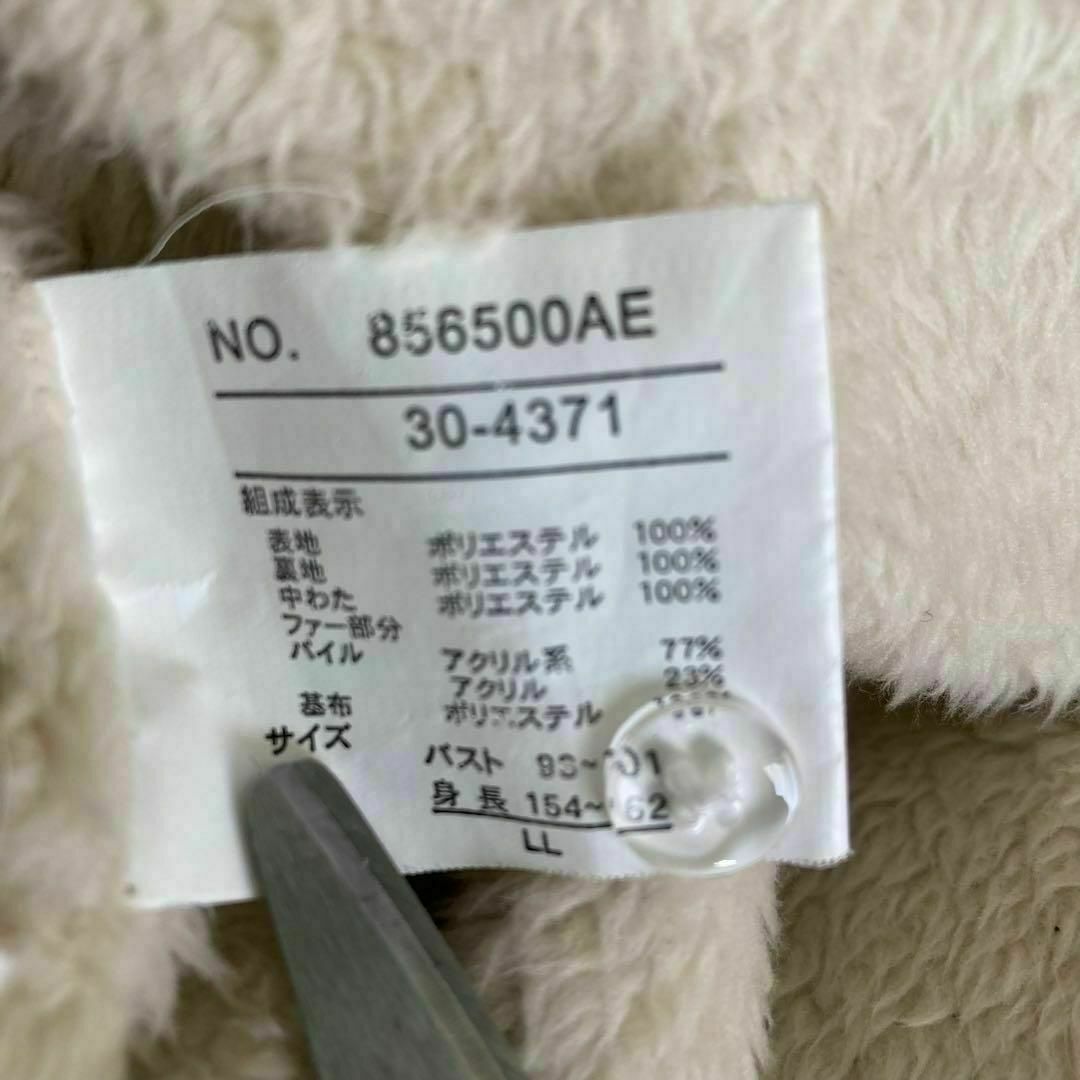 NO. 856500AE
30-4371
組成表示
表地 ポリエステル 100%
裏地 ポリエステル 100%
中わた ポリエステル 100%
ファー部分
パイル アクリル系 77%
アクリル 23%
基布 ポリエステル
サイズ
バスト
身長 154~162
LL